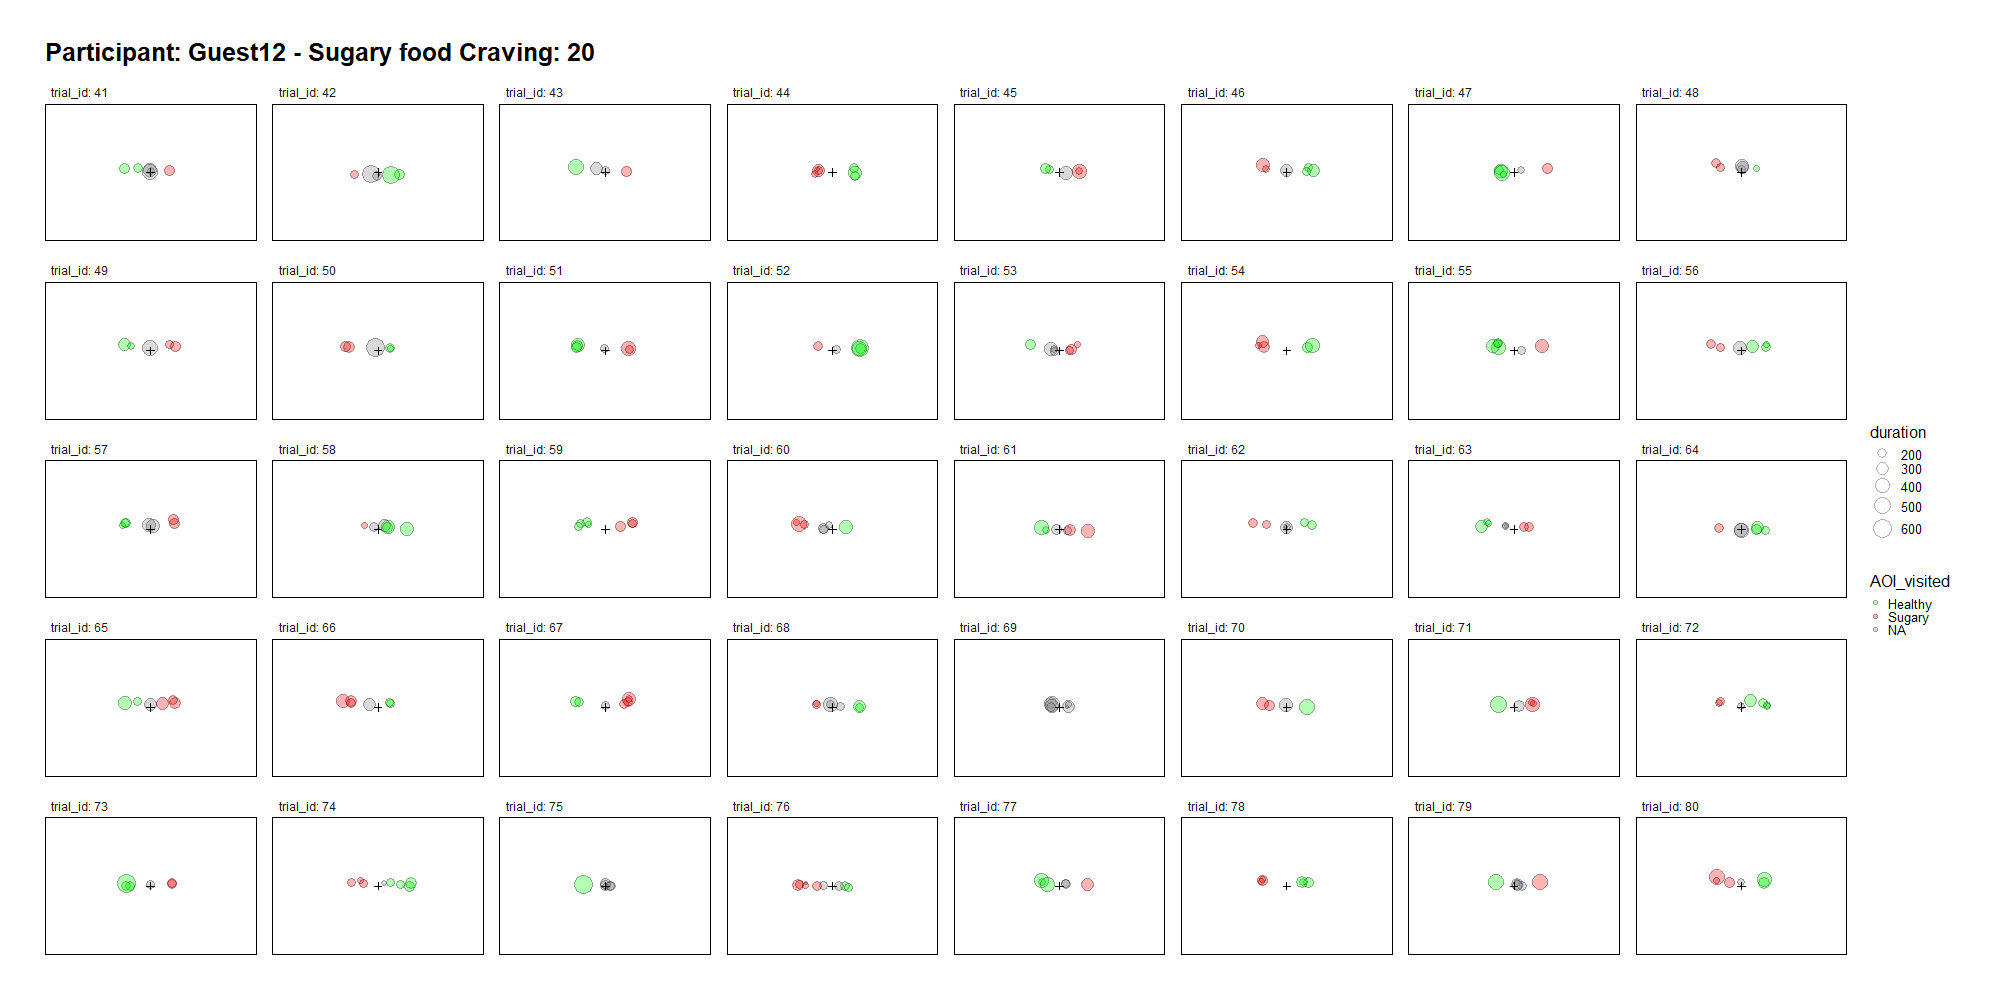 Participant: Guest12 - Sugary food Craving: 20
trial_id: 41
trial_id: 42
trial_id: 43
trial_id: 44
trial_id: 45
trial_id: 46
trial_id: 47
trial_id: 48
trial_id: 49
trial_id: 50
trial_id: 51
trial_id: 52
trial_id: 53
trial_id: 54
trial_id: 55
trial_id: 56
trial_id: 57
trial_id: 58
trial_id: 59
trial_id: 60
trial_id: 61
trial_id: 62
trial_id: 63
trial_id: 64
trial_id: 65
trial_id: 66
trial_id: 67
trial_id: 68
trial_id: 69
trial_id: 70
trial_id: 71
trial_id: 72
trial_id: 73
trial_id: 74
trial_id: 75
trial_id: 76
trial_id: 77
trial_id: 78
trial_id: 79
trial_id: 80
duration
200
300
400
500
600
AOI_visited
Healthy
Sugary
NA